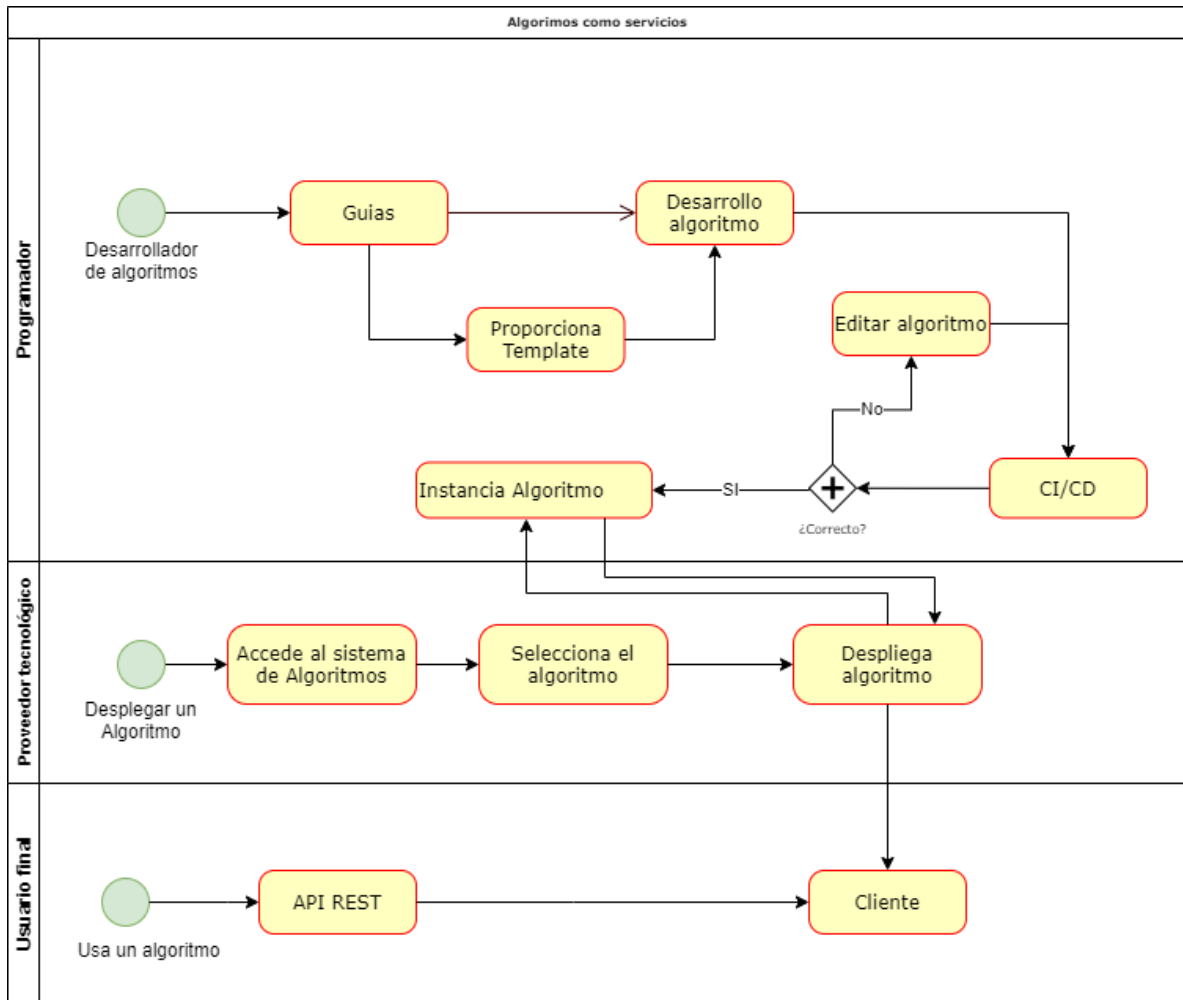 Algorimos como servicios
Programador
Desarrollador
de algoritmos
Guias
Desarrollo
algoritmo
Proporciona
Template
Editar algoritmo
No
Instancia Algoritmo
SI
¿Correcto?
CI/CD
Proveedor tecnológico
Desplegar un
Algoritmo
Accede al sistema
de Algoritmos
Selecciona el
algoritmo
Despliega
algoritmo
Usuario final
Usa un algoritmo
API REST
Cliente